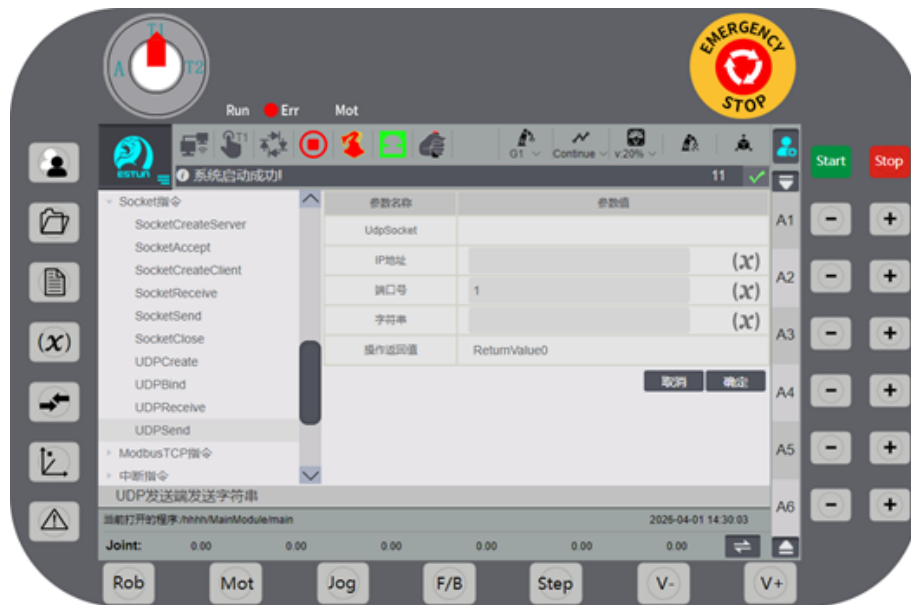 T1
A
T2
EMERGENCY
STOP
Run Err Mot
T1
G1 Continue v:20%
ESTUN
系统启动成功! 11
Start Stop
Socket指令
SocketCreateServer
SocketAccept
SocketCreateClient
SocketReceive
SocketSend
SocketClose
UDPCreate
UDPBind
UDPReceive
UDPSend
ModbusTCP指令
中断指令
参数名称 参数值
UdpSocket
IP地址 (x)
端口号 1 (x)
字符串 (x)
操作返回值 ReturnValue0
取消 确定
A1 - +
A2 - +
A3 - +
A4 - +
A5 - +
A6 - +
(x)
UDP发送端发送字符串
当前打开的程序:/hhhh/MainModule/main 2026-04-01 14:30:03
Joint: 0.00 0.00 0.00 0.00 0.00 0.00
Rob Mot Jog F/B Step V- V+